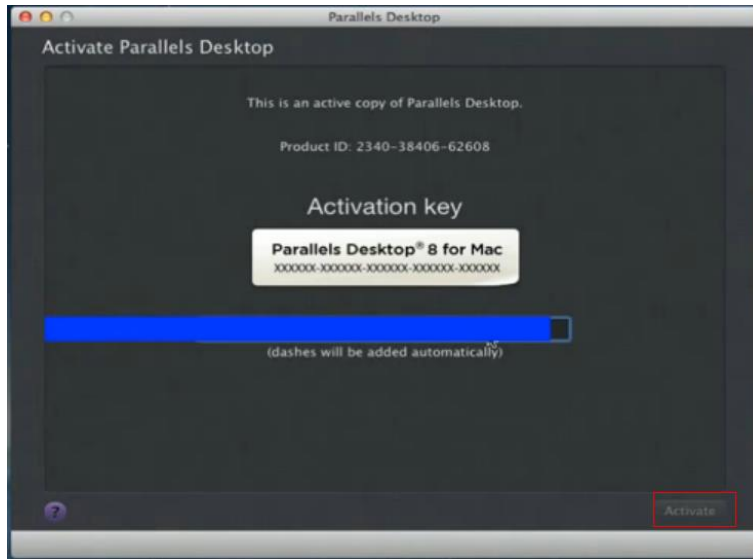 Parallels Desktop
Activate Parallels Desktop
This is an active copy of Parallels Desktop.
Product ID: 2340-38406-62608
Activation key
Parallels Desktop® 8 for Mac
XXXXXX-XXXXXX-XXXXXX-XXXXXX-XXXXXX
(dashes will be added automatically)
?
Activate